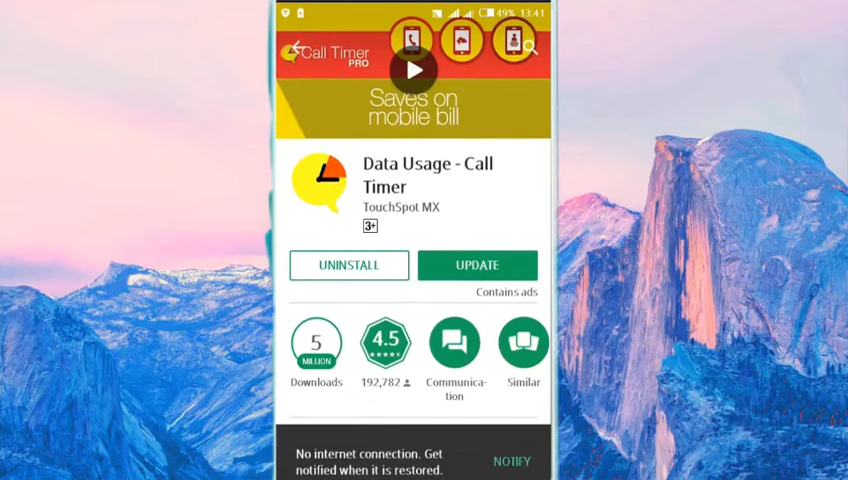 49% 13:41
Call Timer
PRO
Saves on
mobile bill
Data Usage - Call
Timer
TouchSpot MX
3+
UNINSTALL
UPDATE
Contains ads
5
MILLION
4.5
Downloads
192,782
Communica-
tion
Similar
No internet connection. Get
notified when it is restored.
NOTIFY